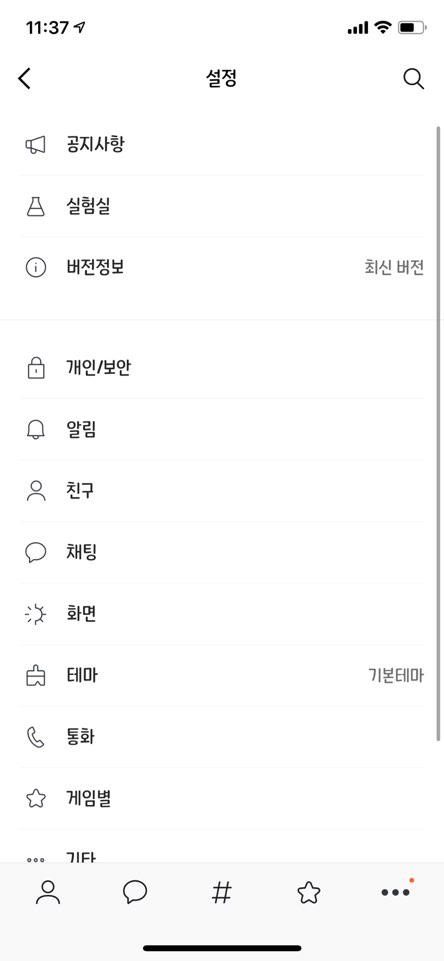 11:37
설정
공지사항
실험실
버전정보 최신 버전
개인/보안
알림
친구
채팅
화면
테마 기본테마
통화
게임별
기타
#